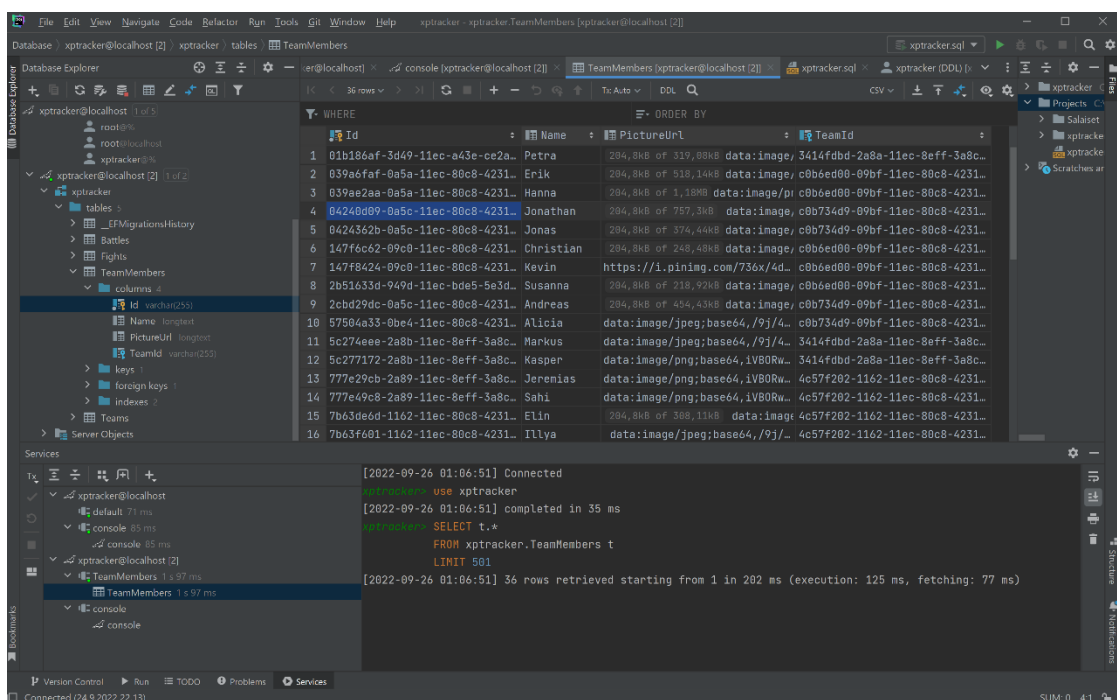 File Edit View Navigate Code Refactor Run Tools Git Window Help xptracker - xptracker.TeamMembers [xptracker@localhost [2]]
Database xptracker@localhost [2] xptracker tables TeamMembers xptracker.sql
Database Explorer
ker@localhost] console [xptracker@localhost [2]] TeamMembers [xptracker@localhost [2]] xptracker.sql xptracker (DDL) [x
36 rows Tx: Auto DDL CSV
WHERE ORDER BY
Id Name PictureUrl TeamId
1 01b186af-3d49-11ec-a43e-ce2a… Petra 204,8kB of 319,08kB data:image/ 3414fdbd-2a8a-11ec-8eff-3a8c…
2 039a6faf-0a5a-11ec-80c8-4231… Erik 204,8kB of 518,14kB data:image/ c0b6ed00-09bf-11ec-80c8-4231…
3 039ae2aa-0a5a-11ec-80c8-4231… Hanna 204,8kB of 1,18MB data:image/pr c0b6ed00-09bf-11ec-80c8-4231…
4 04240d09-0a5c-11ec-80c8-4231… Jonathan 204,8kB of 757,3kB data:image, c0b734d9-09bf-11ec-80c8-4231…
5 0424362b-0a5c-11ec-80c8-4231… Jonas 204,8kB of 374,44kB data:image/ c0b734d9-09bf-11ec-80c8-4231…
6 147f6c62-09c0-11ec-80c8-4231… Christian 204,8kB of 248,48kB data:image/ c0b6ed00-09bf-11ec-80c8-4231…
7 147f8424-09c0-11ec-80c8-4231… Kevin https://i.pinimg.com/736x/4d… c0b6ed00-09bf-11ec-80c8-4231…
8 2b51633d-949d-11ec-bde5-5e3d… Susanna 204,8kB of 218,92kB data:image/ c0b6ed00-09bf-11ec-80c8-4231…
9 2cbd29dc-0a5c-11ec-80c8-4231… Andreas 204,8kB of 454,43kB data:image/ c0b734d9-09bf-11ec-80c8-4231…
10 57504a33-0be4-11ec-80c8-4231… Alicia data:image/jpeg;base64,/9j/4… c0b734d9-09bf-11ec-80c8-4231…
11 5c274eee-2a8b-11ec-8eff-3a8c… Markus data:image/jpeg;base64,/9j/4… 3414fdbd-2a8a-11ec-8eff-3a8c…
12 5c277172-2a8b-11ec-8eff-3a8c… Kasper data:image/png;base64,iVBORw… 3414fdbd-2a8a-11ec-8eff-3a8c…
13 777e29cb-2a89-11ec-8eff-3a8c… Jeremias data:image/png;base64,iVBORw… 4c57f202-1162-11ec-80c8-4231…
14 777e49c8-2a89-11ec-8eff-3a8c… Sahi data:image/png;base64,iVBORw… 4c57f202-1162-11ec-80c8-4231…
15 7b63de6d-1162-11ec-80c8-4231… Elin 204,8kB of 308,11kB data:image 4c57f202-1162-11ec-80c8-4231…
16 7b63f601-1162-11ec-80c8-4231… Illya data:image/jpeg;base64,/9j/… 4c57f202-1162-11ec-80c8-4231…
xptracker@localhost 1 of 5
root@%
root@localhost
xptracker@%
xptracker@localhost [2] 1 of 2
xptracker
tables 5
__EFMigrationsHistory
Battles
Fights
TeamMembers
columns 4
Id varchar(255)
Name longtext
PictureUrl longtext
TeamId varchar(255)
keys 1
foreign keys 1
indexes 2
Teams
Server Objects
xptracker
Projects
Salaiset
xptracke
xptracke
Scratches ar
Database
Files
Services
Tx
xptracker@localhost
default 71 ms
console 85 ms
console 85 ms
xptracker@localhost [2]
TeamMembers 1 s 97 ms
TeamMembers 1 s 97 ms
console
console
[2022-09-26 01:06:51] Connected
xptracker> use xptracker
[2022-09-26 01:06:51] completed in 35 ms
xptracker> SELECT t.*
FROM xptracker.TeamMembers t
LIMIT 501
[2022-09-26 01:06:51] 36 rows retrieved starting from 1 in 202 ms (execution: 125 ms, fetching: 77 ms)
Structure
Notifications
Bookmarks
Version Control Run TODO Problems Services
Connected (24.9.2022 22.13) SUM: 0 4:1